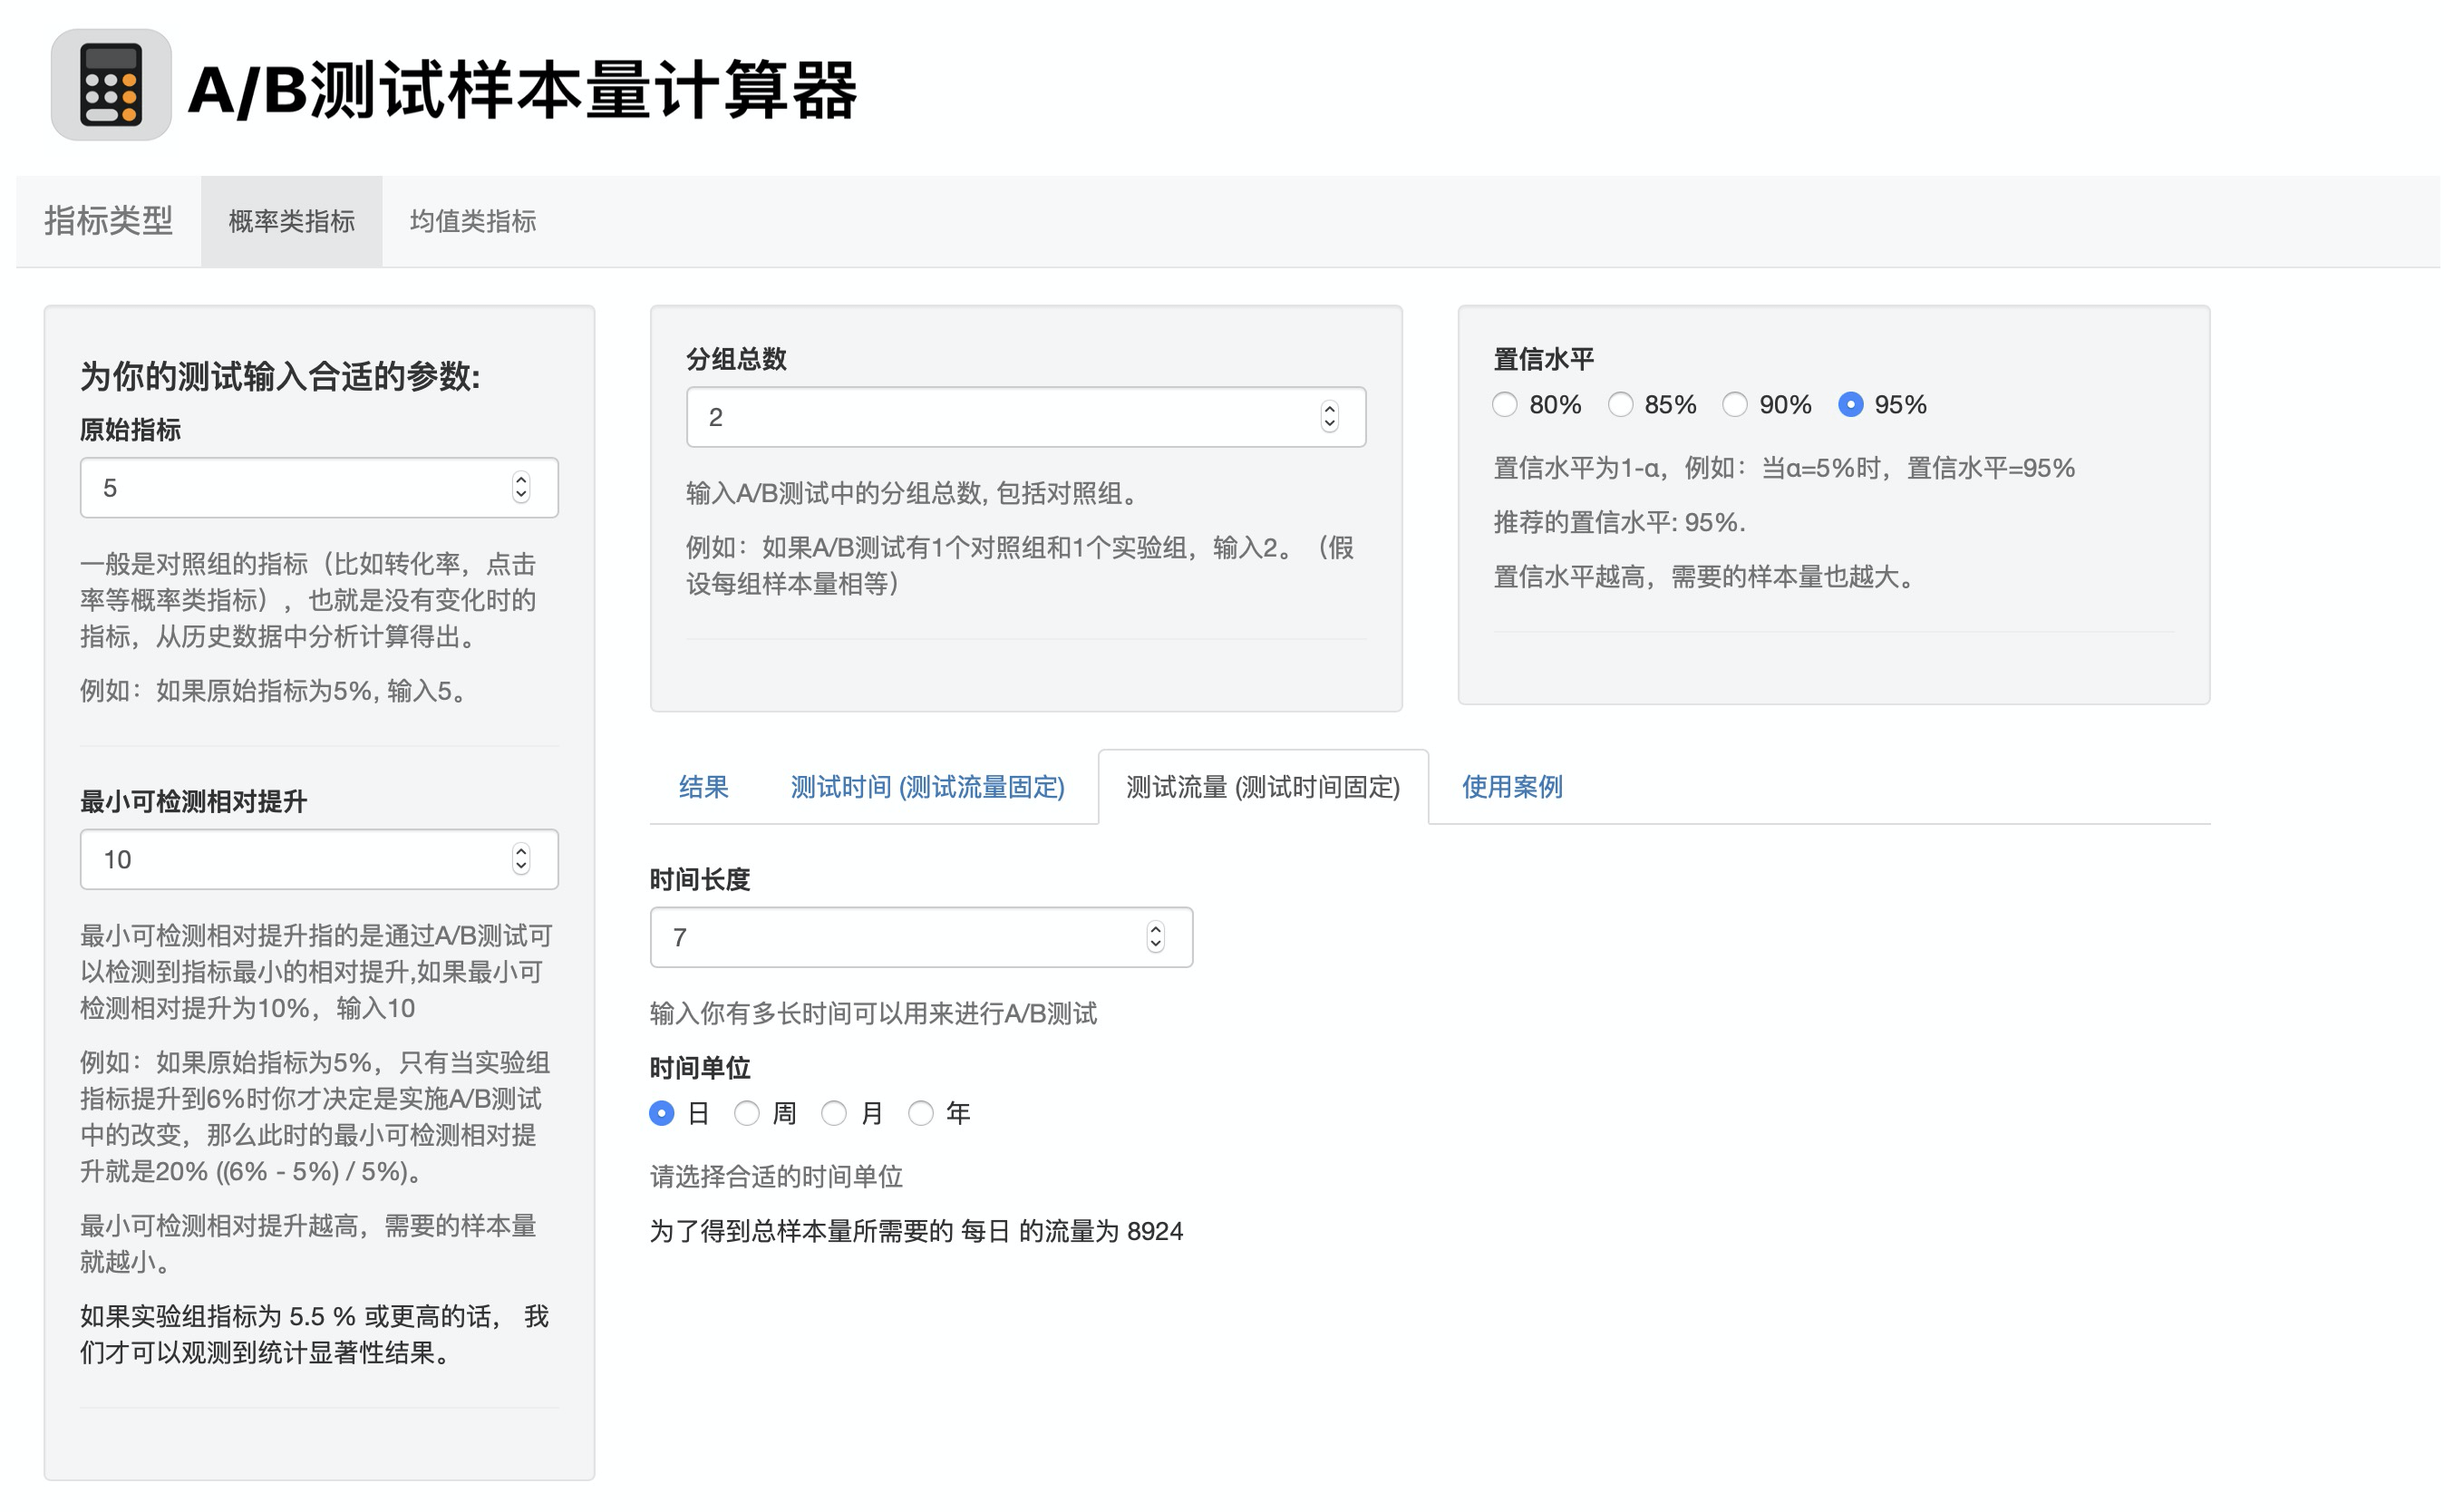 A/B测试样本量计算器
指标类型
概率类指标
均值类指标
为你的测试输入合适的参数:
原始指标
5
一般是对照组的指标（比如转化率，点击
率等概率类指标），也就是没有变化时的
指标，从历史数据中分析计算得出。
例如：如果原始指标为5%, 输入5。
最小可检测相对提升
10
最小可检测相对提升指的是通过A/B测试可
以检测到指标最小的相对提升,如果最小可
检测相对提升为10%，输入10
例如：如果原始指标为5%，只有当实验组
指标提升到6%时你才决定是实施A/B测试
中的改变，那么此时的最小可检测相对提
升就是20% ((6% - 5%) / 5%)。
最小可检测相对提升越高，需要的样本量
就越小。
如果实验组指标为 5.5 % 或更高的话， 我
们才可以观测到统计显著性结果。
分组总数
2
输入A/B测试中的分组总数, 包括对照组。
例如：如果A/B测试有1个对照组和1个实验组，输入2。（假
设每组样本量相等）
置信水平
80% 85% 90% 95%
置信水平为1-α，例如：当α=5%时，置信水平=95%
推荐的置信水平: 95%.
置信水平越高，需要的样本量也越大。
结果
测试时间 (测试流量固定)
测试流量 (测试时间固定)
使用案例
时间长度
7
输入你有多长时间可以用来进行A/B测试
时间单位
日 周 月 年
请选择合适的时间单位
为了得到总样本量所需要的 每日 的流量为 8924